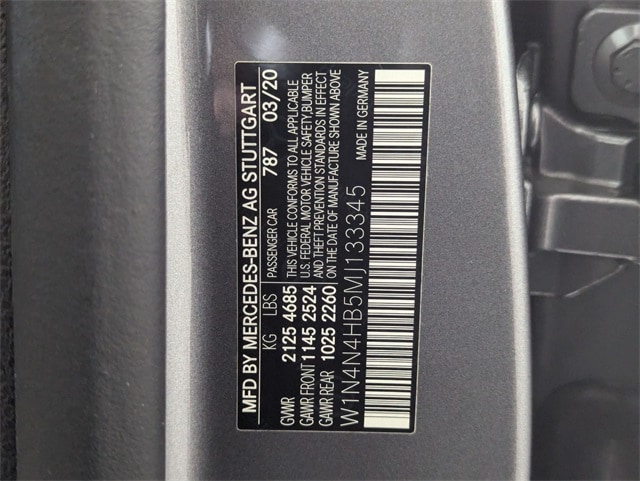 MFD BY MERCEDES-BENZ AG STUTTGART
KG LBS PASSENGER CAR 787 03/20
GVWR 2125 4685 THIS VEHICLE CONFORMS TO ALL APPLICABLE
GAWR FRONT 1145 2524 U.S. FEDERAL MOTOR VEHICLE SAFETY,BUMPER
GAWR REAR 1025 2260 AND THEFT PREVENTION STANDARDS IN EFFECT
ON THE DATE OF MANUFACTURE SHOWN ABOVE
W1N4N4HB5MJ133345 MADE IN GERMANY